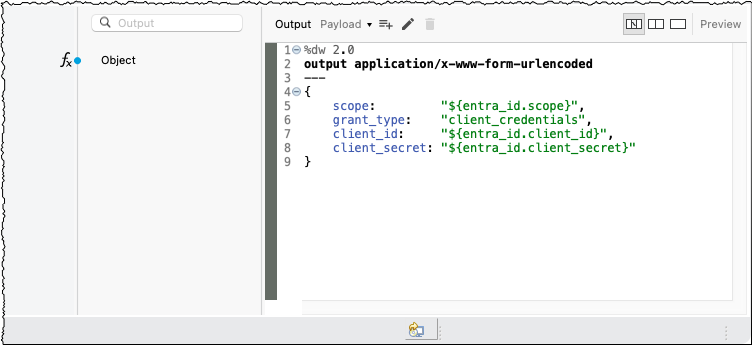 Output
Output Payload Preview
fx Object
1 %dw 2.0
2 output application/x-www-form-urlencoded
3 ---
4 {
5     scope:         "${entra_id.scope}",
6     grant_type:    "client_credentials",
7     client_id:     "${entra_id.client_id}",
8     client_secret: "${entra_id.client_secret}"
9 }